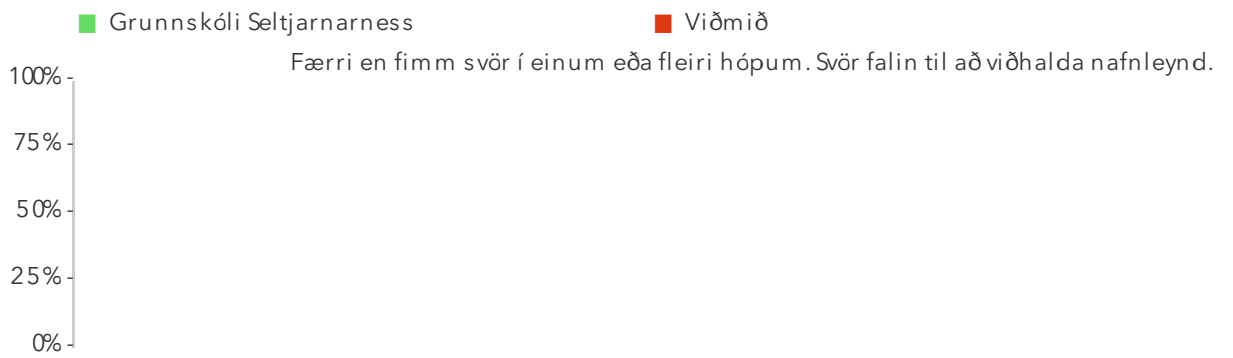 Grunnskóli Seltjarnarness
Viðmið
Færri en fimm svör í einum eða fleiri hópum. Svör falin til að viðhalda nafnleynd.
100%
75%
50%
25%
0%